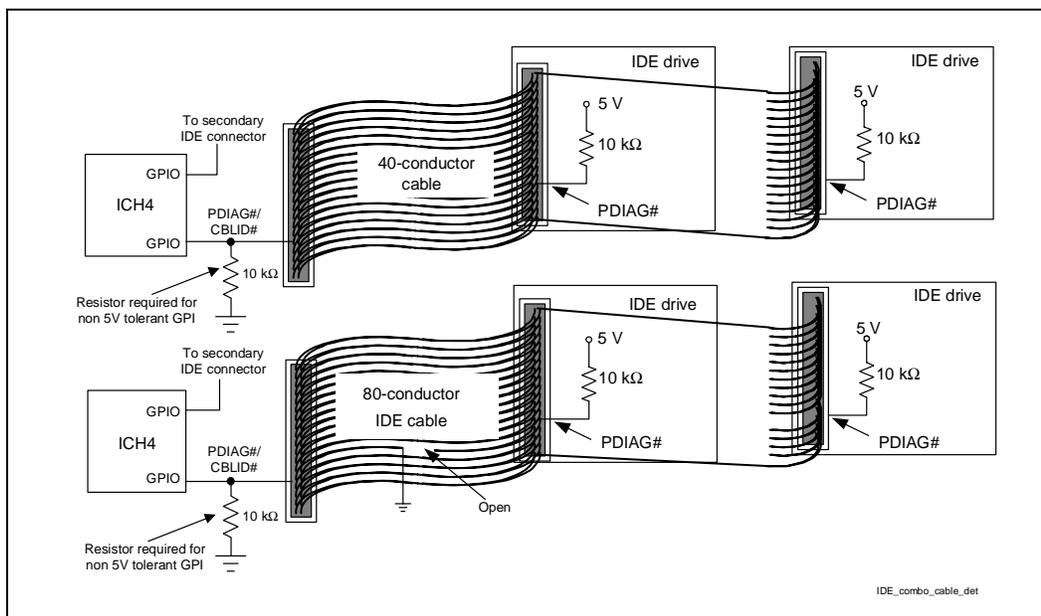 IDE drive
IDE drive
5 V
5 V
To secondary
IDE connector
10 kΩ
10 kΩ
40-conductor
cable
GPIO
ICH4
PDIAG#
PDIAG#
PDIAG#/
CBLID#
GPIO
10 kΩ
Resistor required for
non 5V tolerant GPI
IDE drive
IDE drive
5 V
5 V
To secondary
IDE connector
10 kΩ
10 kΩ
80-conductor
IDE cable
GPIO
ICH4
PDIAG#
PDIAG#
PDIAG#/
CBLID#
GPIO
Open
10 kΩ
Resistor required for
non 5V tolerant GPI
IDE_combo_cable_det